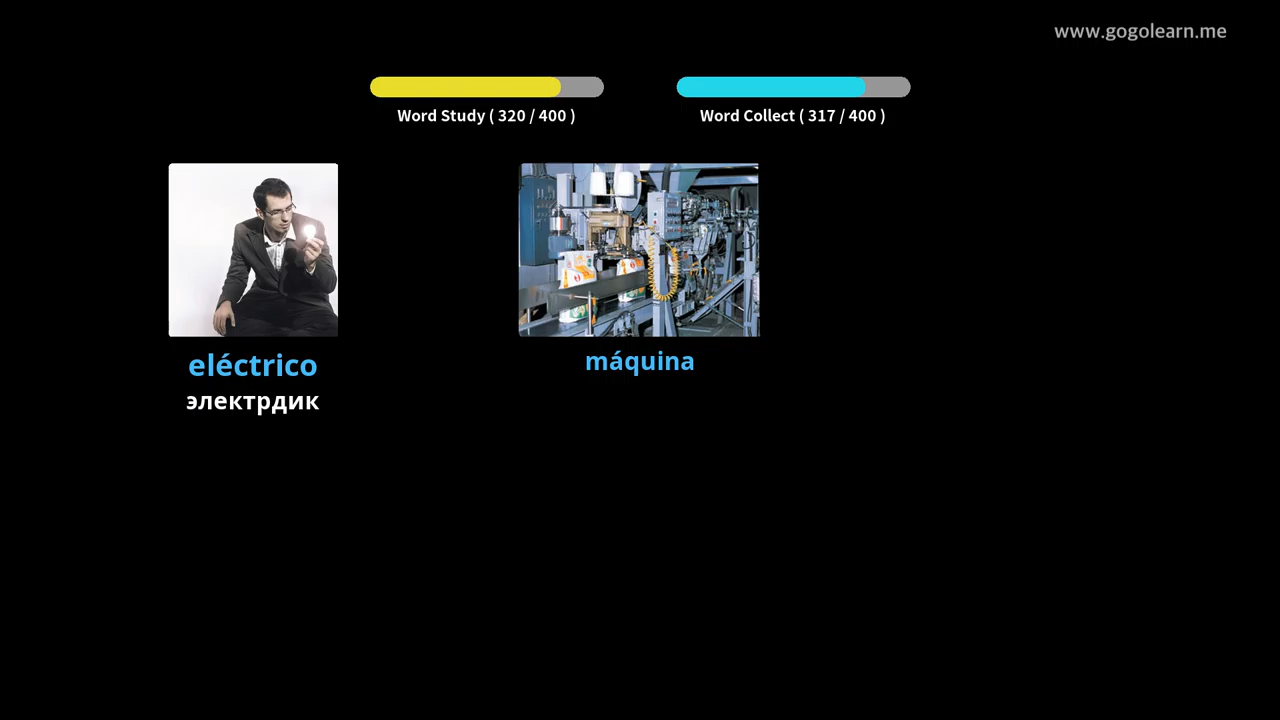 www.gogolearn.me
Word Study ( 320 / 400 )
Word Collect ( 317 / 400 )
eléctrico
máquina
электрдик